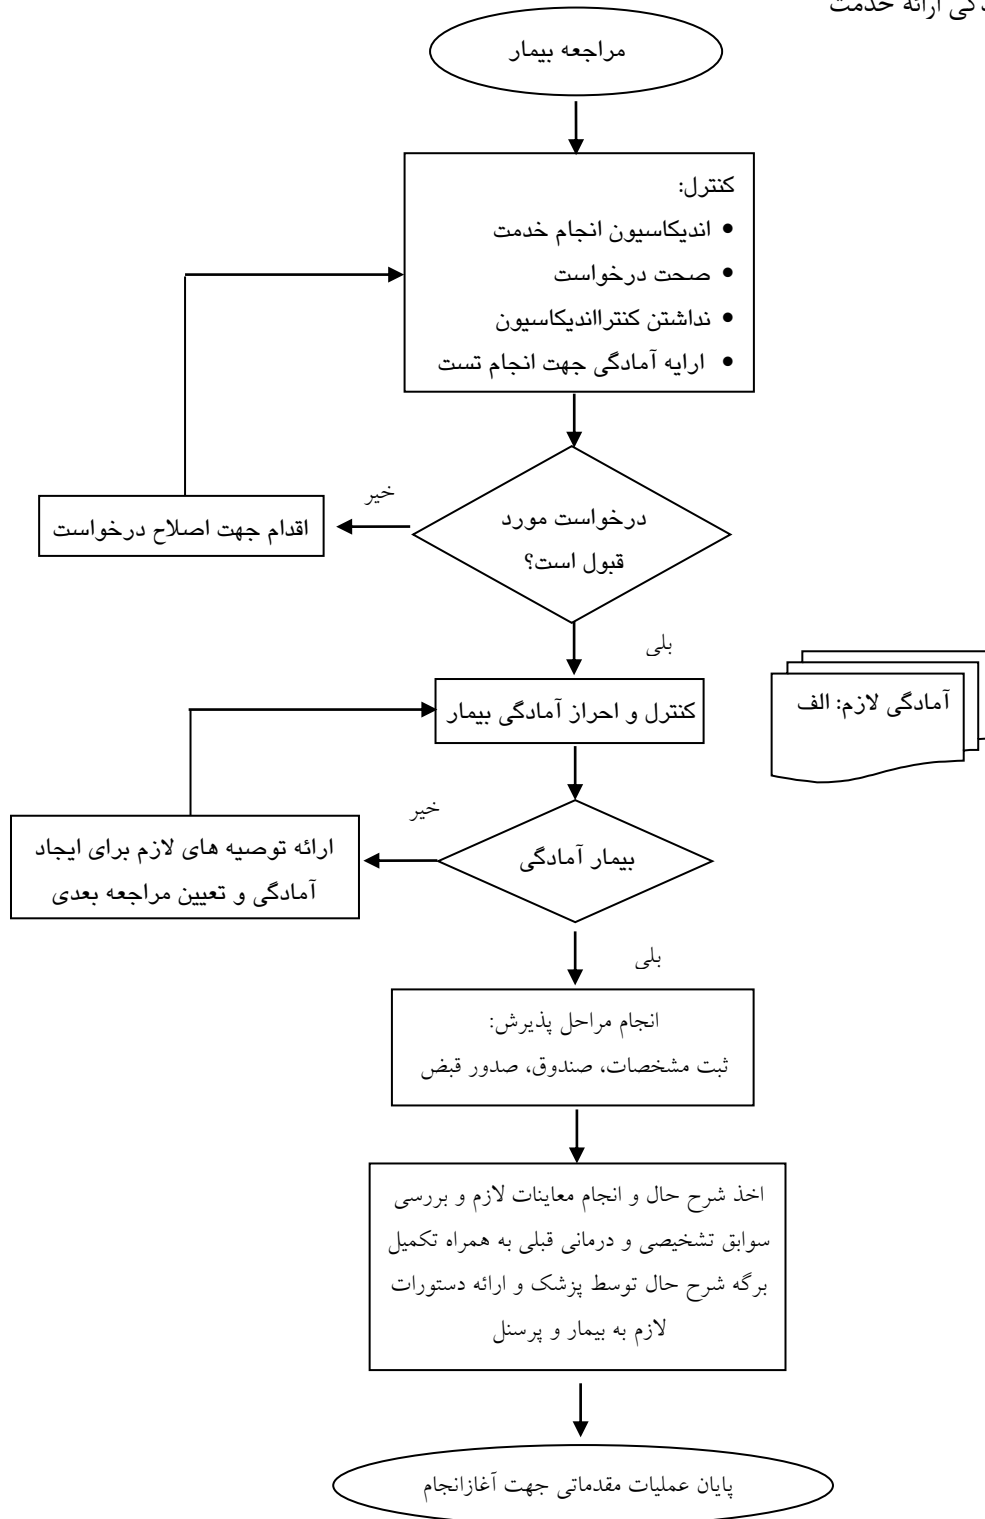 ارائه خدمت
مراجعه بیمار
کنترل:
• اندیکاسیون انجام خدمت
• صحت درخواست
• نداشتن کنترااندیکاسیون
• ارایه آمادگی جهت انجام تست
درخواست مورد
قبول است؟
خیر
اقدام جهت اصلاح درخواست
بلی
کنترل و احراز آمادگی بیمار
آمادگی لازم: الف
بیمار آمادگی
خیر
ارائه توصیه های لازم برای ایجاد
آمادگی و تعیین مراجعه بعدی
بلی
انجام مراحل پذیرش:
ثبت مشخصات، صندوق، صدور قبض
اخذ شرح حال و انجام معاینات لازم و بررسی
سوابق تشخیصی و درمانی قبلی به همراه تکمیل
برگه شرح حال توسط پزشک و ارائه دستورات
لازم به بیمار و پرسنل
پایان عملیات مقدماتی جهت آغازانجام